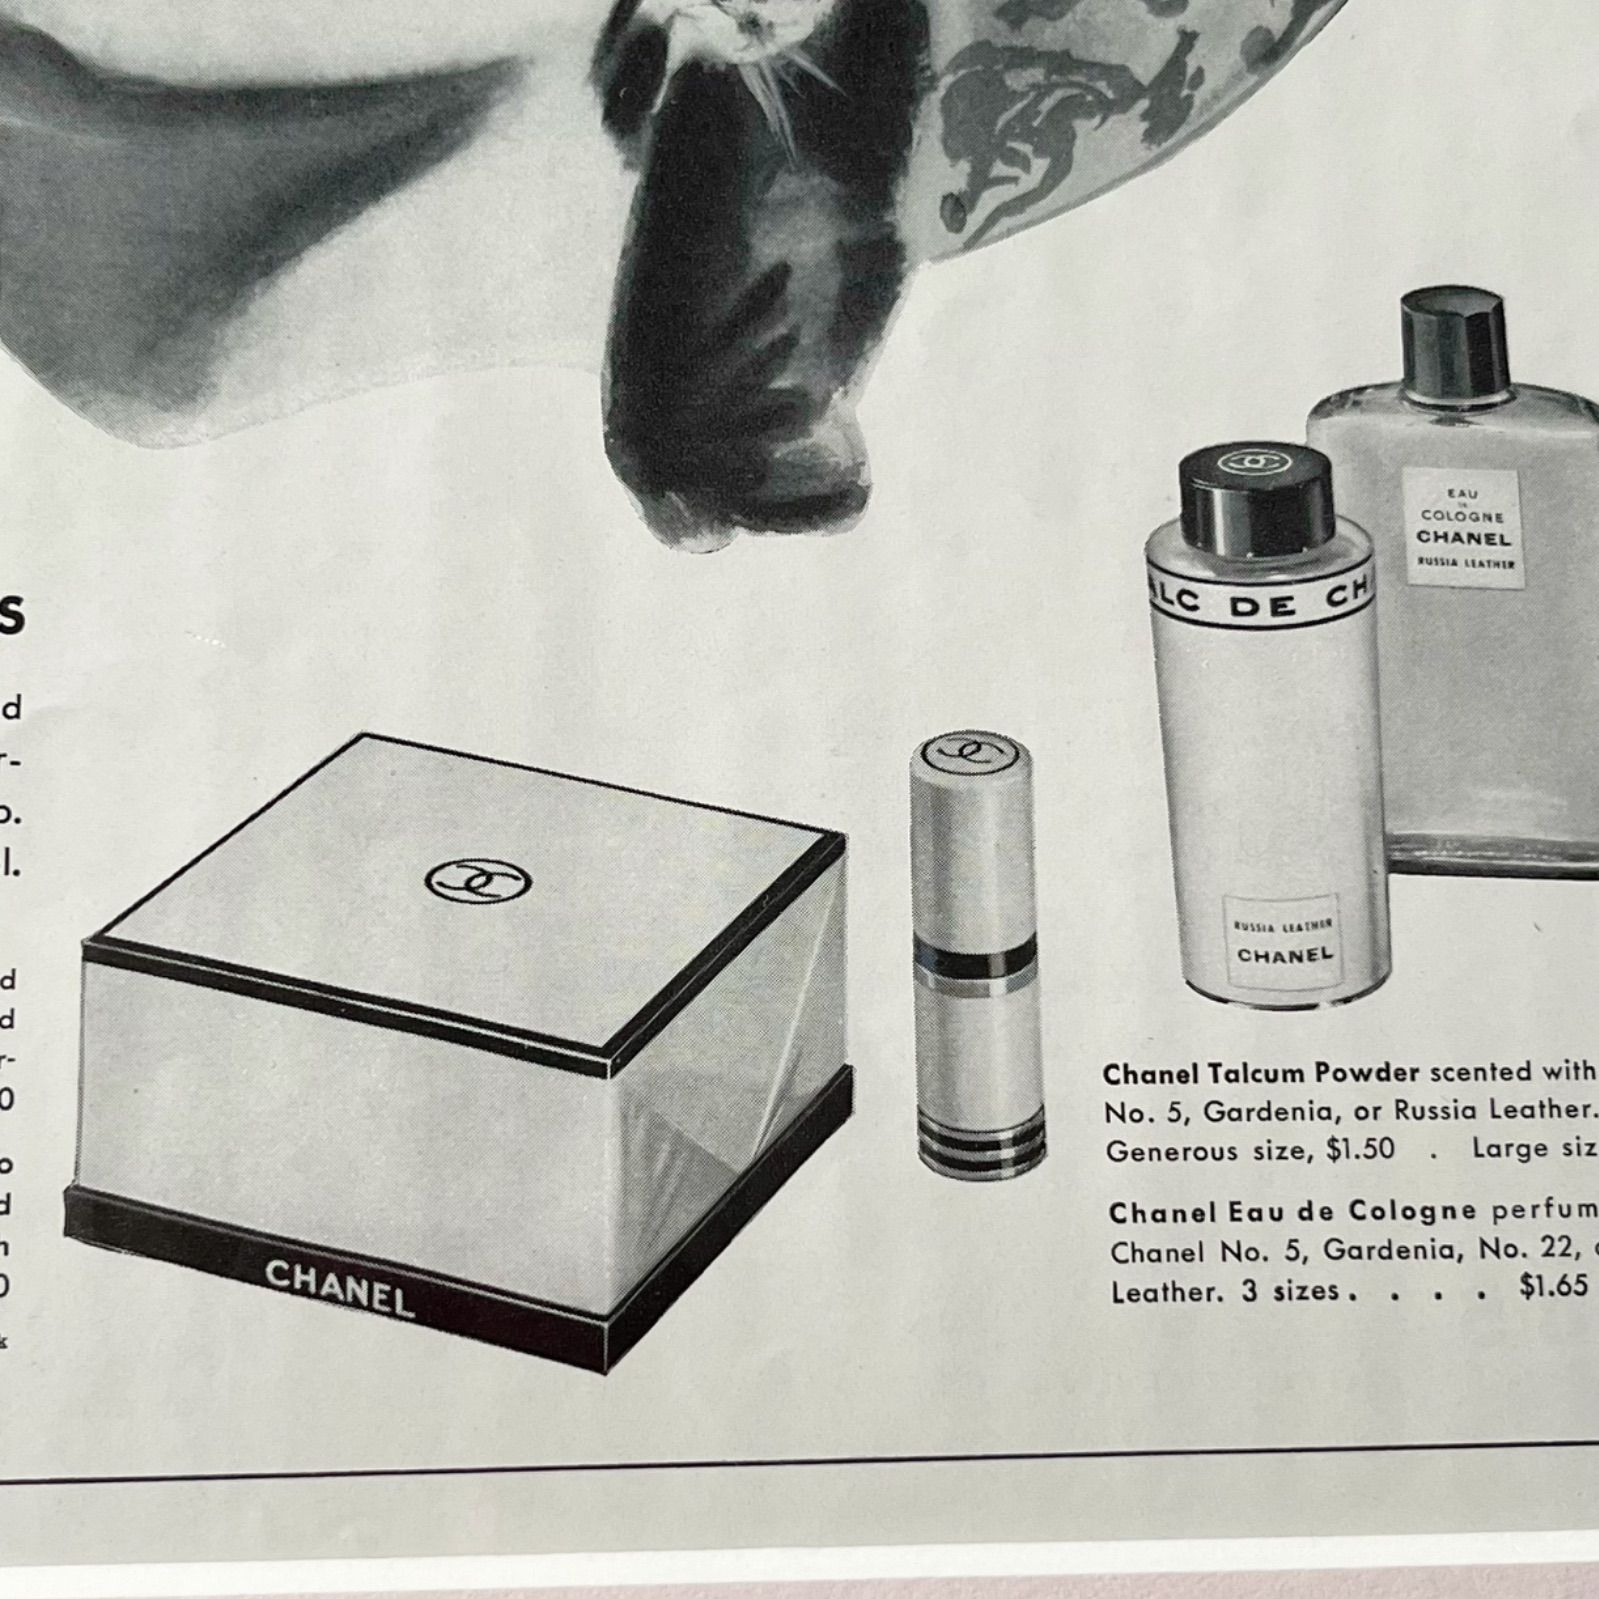 s
d
r-
o.
l.
d
d
r-
0
o
d
n
0
k
CHANEL
EAU
DE
COLOGNE
CHANEL
RUSSIA LEATHER
ALC DE CH
RUSSIA LEATHER
CHANEL
Chanel Talcum Powder scented with
No. 5, Gardenia, or Russia Leather.
Generous size, $1.50 . Large siz
Chanel Eau de Cologne perfum
Chanel No. 5, Gardenia, No. 22,
Leather. 3 sizes . . . . $1.65